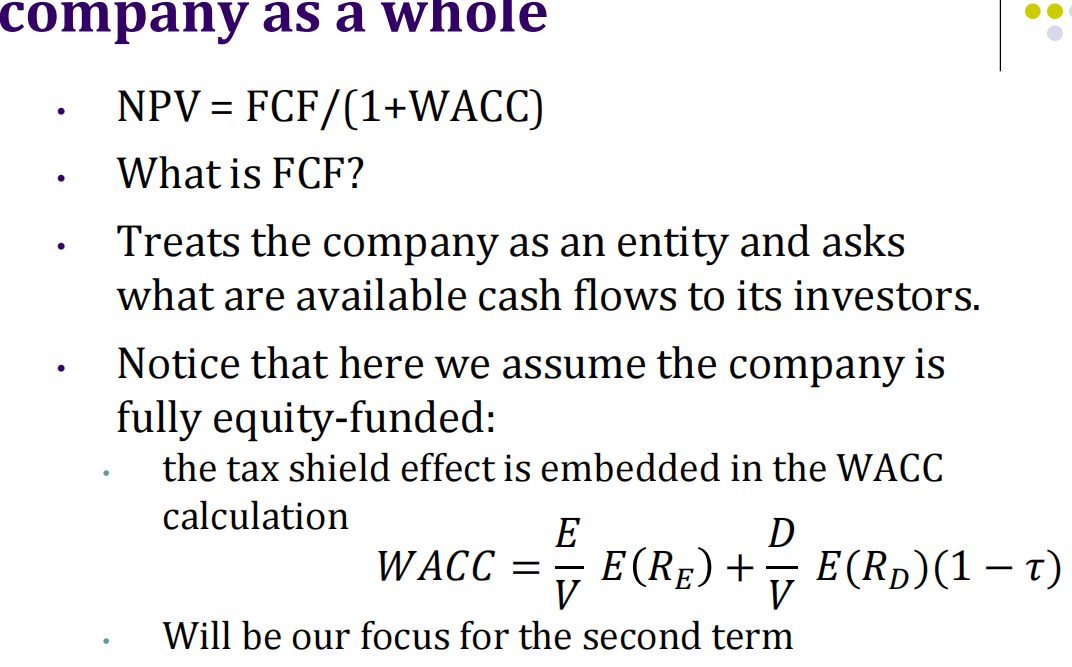 company as a whole
• NPV = FCF/(1+WACC)
• What is FCF?
• Treats the company as an entity and asks
what are available cash flows to its investors.
• Notice that here we assume the company is
fully equity-funded:
• the tax shield effect is embedded in the WACC
calculation
WACC = E/V E(R_E) + D/V E(R_D)(1 − τ)
• Will be our focus for the second term